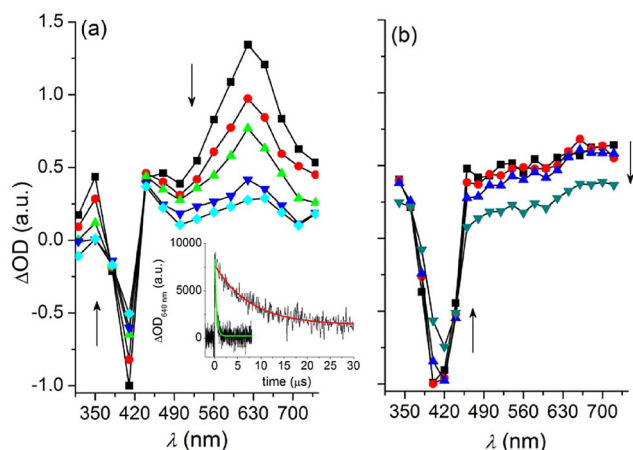 (a)
(b)
ΔOD (a.u.)
1.5
1.0
0.5
0.0
-0.5
-1.0
350 420 490 560 630 700
λ (nm)
ΔOD640 nm (a.u.)
10000
5000
0
0 5 10 15 20 25 30
time (μs)
350 420 490 560 630 700
λ (nm)